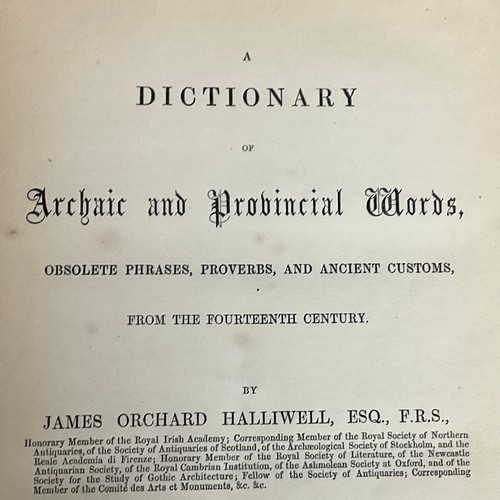 A
DICTIONARY
OF
Archaic and Provincial Words,
OBSOLETE PHRASES, PROVERBS, AND ANCIENT CUSTOMS,
FROM THE FOURTEENTH CENTURY.
BY
JAMES ORCHARD HALLIWELL, ESQ., F.R.S.,
Honorary Member of the Royal Irish Academy; Corresponding Member of the Royal Society of Northern
Antiquaries, of the Society of Antiquaries of Scotland, of the Archæological Society of Stockholm, and the
Reale Academia di Firenze; Honorary Member of the Royal Society of Literature, of the Newcastle
Antiquarian Society, of the Royal Cambrian Institution, of the Ashmolean Society at Oxford, and of the
Society for the Study of Gothic Architecture; Fellow of the Society of Antiquaries; Corresponding
Member of the Comité des Arts et Monuments, &c. &c.